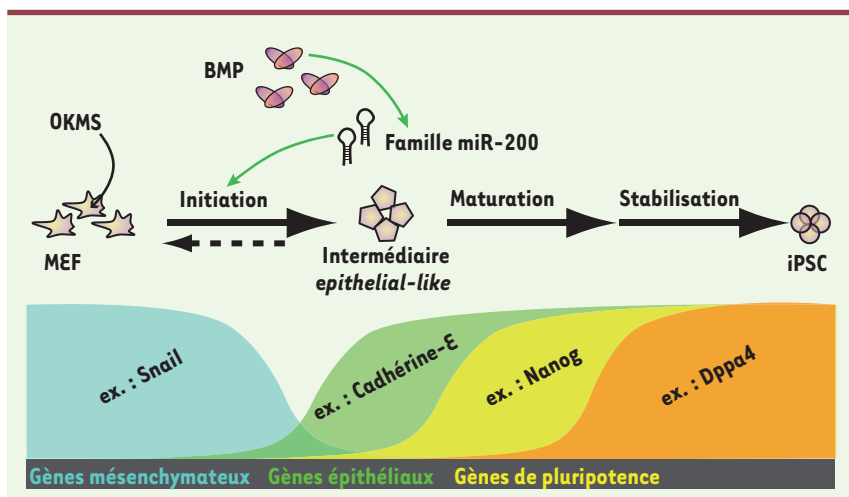 BMP
OKMS
Famille miR-200
Initiation
Maturation
Stabilisation
MEF
Intermédiaire
epithelial-like
iPSC
ex. : Snail
ex. : Cadhérine-E
ex. : Nanog
ex. : Dppa4
Gènes mésenchymateux Gènes épithéliaux Gènes de pluripotence